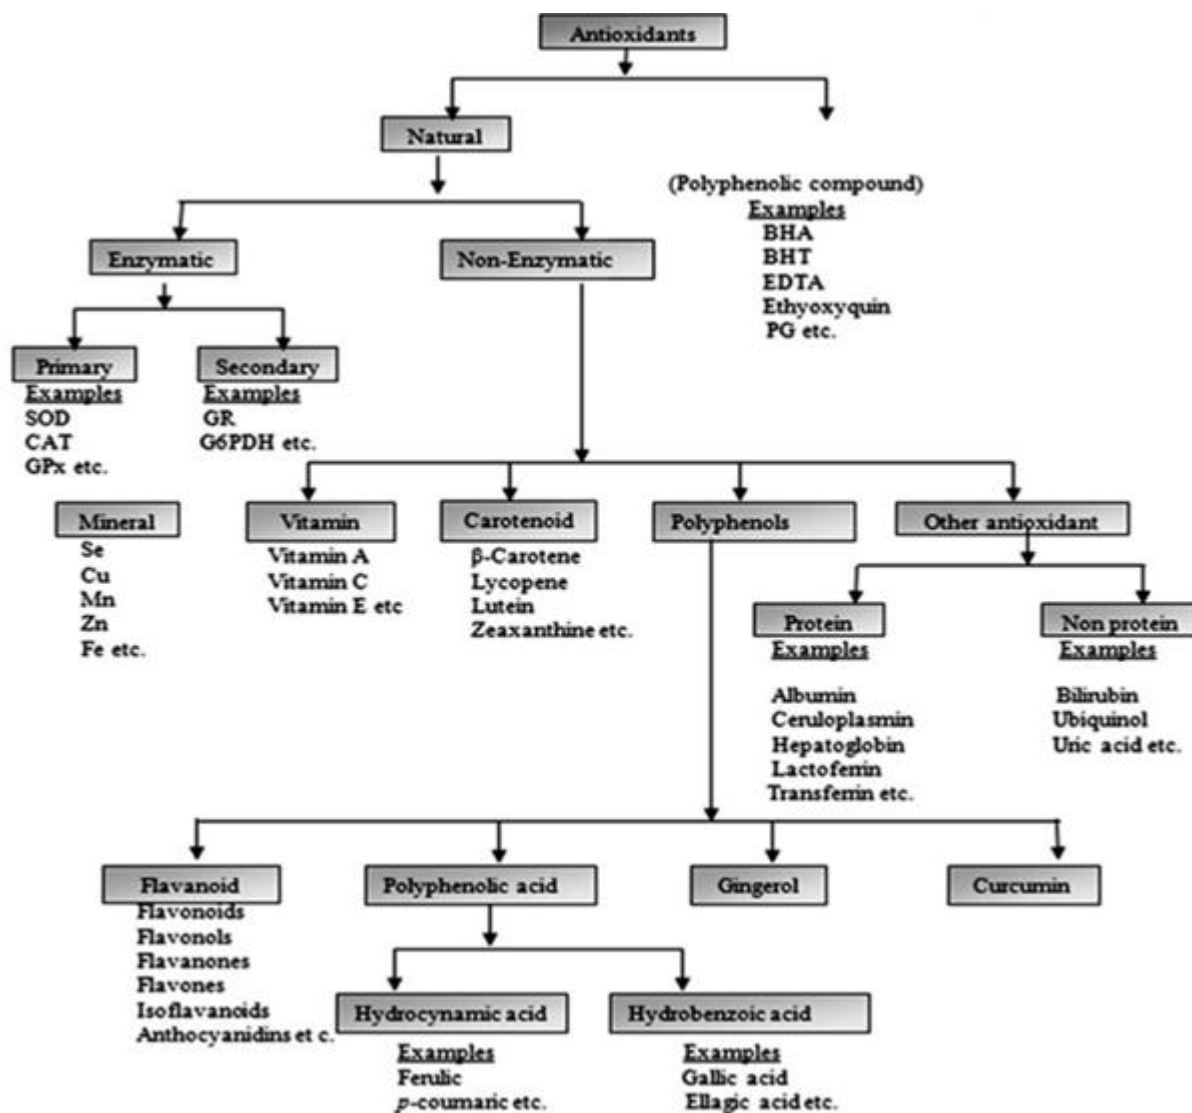 Antioxidants
Natural
(Polyphenolic compound)
Examples
BHA
BHT
EDTA
Ethyoxyquin
PG etc.
Enzymatic
Non-Enzymatic
Primary
Examples
SOD
CAT
GPx etc.
Secondary
Examples
GR
G6PDH etc.
Mineral
Se
Cu
Mn
Zn
Fe etc.
Vitamin
Vitamin A
Vitamin C
Vitamin E etc
Carotenoid
β-Carotene
Lycopene
Lutein
Zeaxanthine etc.
Polyphenols
Other antioxidant
Protein
Examples
Albumin
Ceruloplasmin
Hepatoglobin
Lactoferrin
Transferrin etc.
Non protein
Examples
Bilirubin
Ubiquinol
Uric acid etc.
Flavanoid
Flavonoids
Flavonols
Flavanones
Flavones
Isoflavanoids
Anthocyanidins et c.
Polyphenolic acid
Gingerol
Curcumin
Hydrocynamic acid
Examples
Ferulic
p-coumaric etc.
Hydrobenzoic acid
Examples
Gallic acid
Ellagic acid etc.